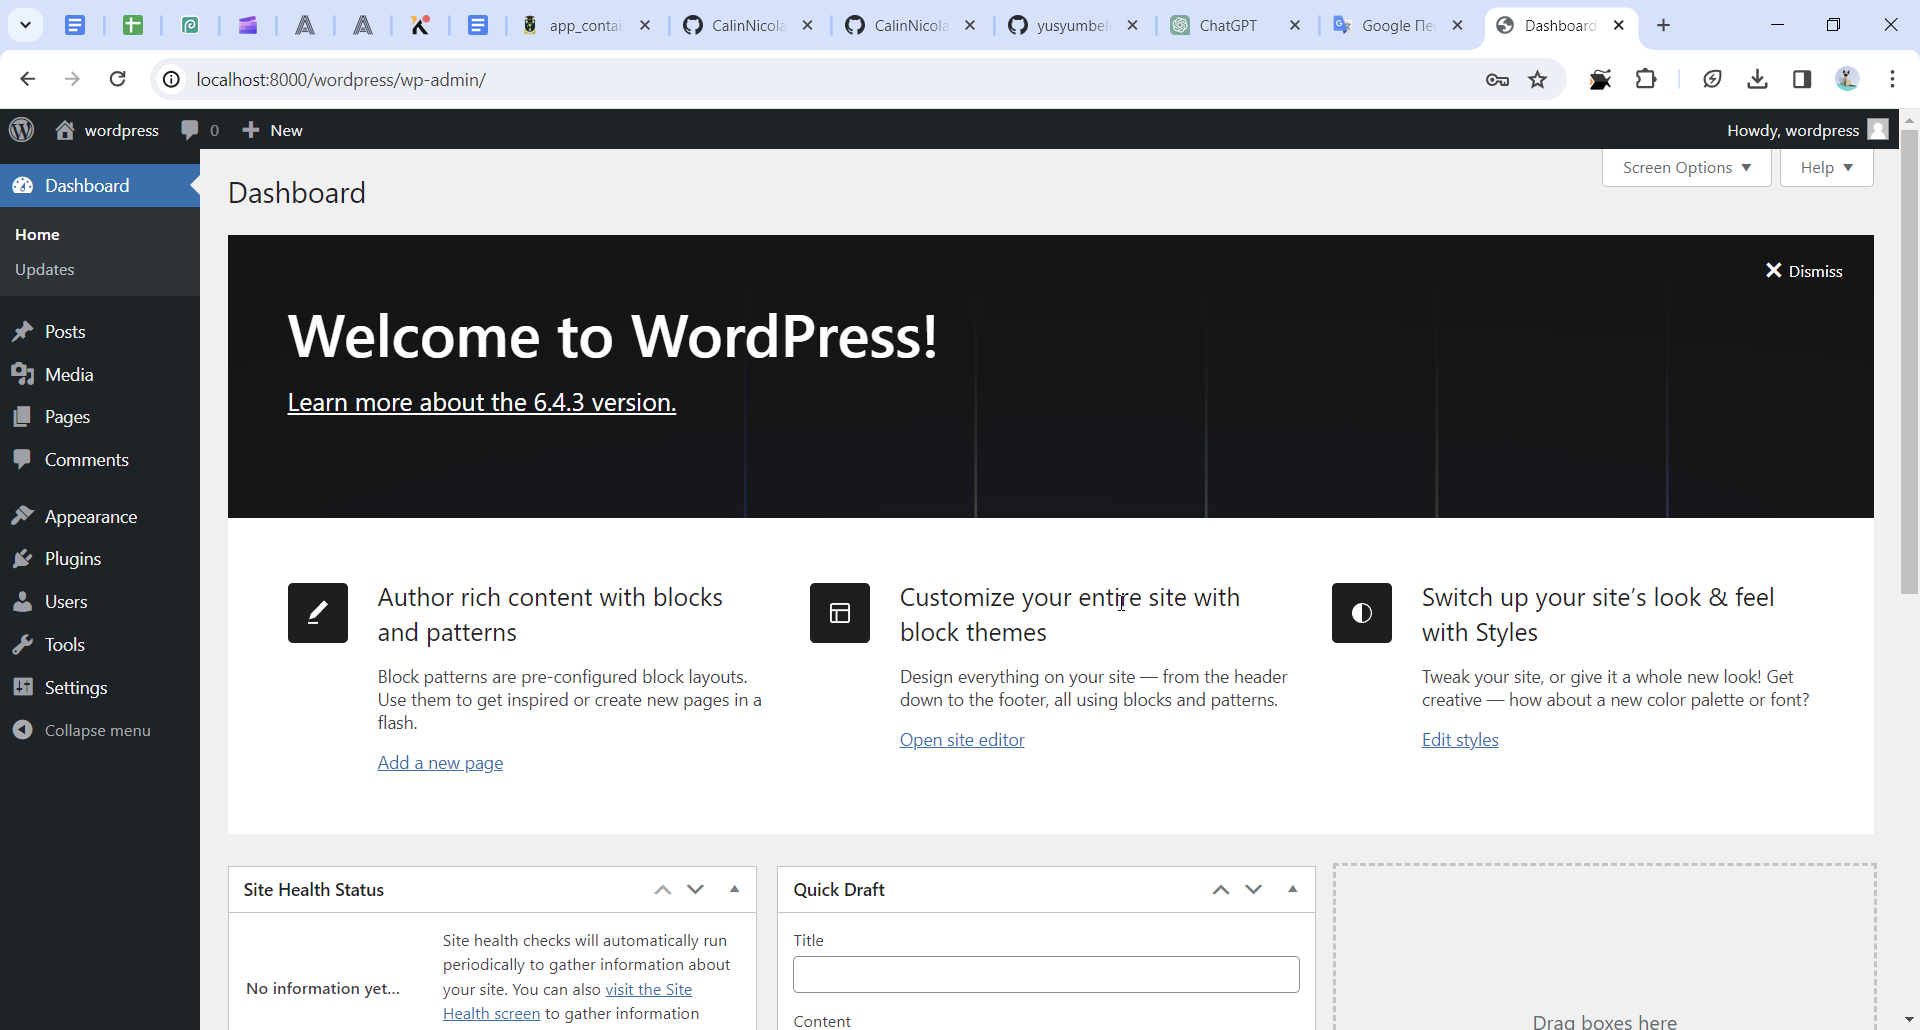 app_contai
CalinNicola
CalinNicola
yusyumbeli
ChatGPT
Google Пе
Dashboard
localhost:8000/wordpress/wp-admin/
wordpress 0 New
Howdy, wordpress
Screen Options Help
Dashboard
Home
Updates
Posts
Media
Pages
Comments
Appearance
Plugins
Users
Tools
Settings
Collapse menu
Dashboard
Dismiss
Welcome to WordPress!
Learn more about the 6.4.3 version.
Author rich content with blocks
and patterns
Block patterns are pre-configured block layouts.
Use them to get inspired or create new pages in a
flash.
Add a new page
Customize your entire site with
block themes
Design everything on your site — from the header
down to the footer, all using blocks and patterns.
Open site editor
Switch up your site’s look & feel
with Styles
Tweak your site, or give it a whole new look! Get
creative — how about a new color palette or font?
Edit styles
Site Health Status
No information yet...
Site health checks will automatically run
periodically to gather information about
your site. You can also visit the Site
Health screen to gather information
Quick Draft
Title
Content
Drag boxes here